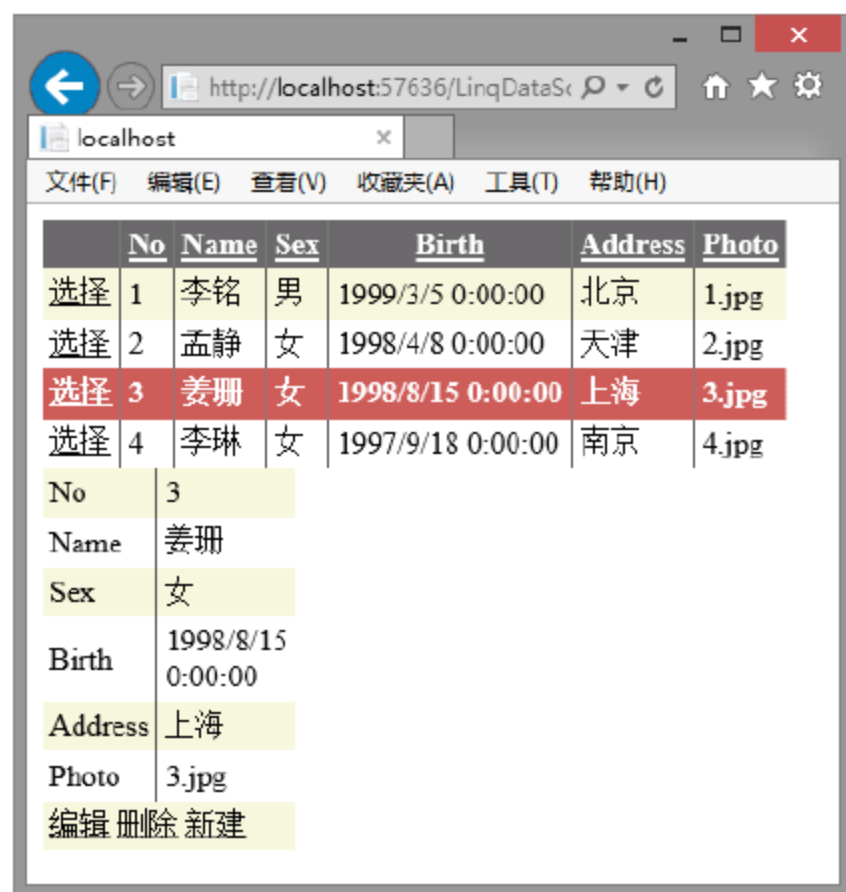 http://localhost:57636/LinqDataSc
localhost
文件(F) 编辑(E) 查看(V) 收藏夹(A) 工具(T) 帮助(H)
No Name Sex Birth Address Photo
选择 1 李铭 男 1999/3/5 0:00:00 北京 1.jpg
选择 2 孟静 女 1998/4/8 0:00:00 天津 2.jpg
选择 3 姜珊 女 1998/8/15 0:00:00 上海 3.jpg
选择 4 李琳 女 1997/9/18 0:00:00 南京 4.jpg
No 3
Name 姜珊
Sex 女
Birth 1998/8/15
0:00:00
Address 上海
Photo 3.jpg
编辑 删除 新建